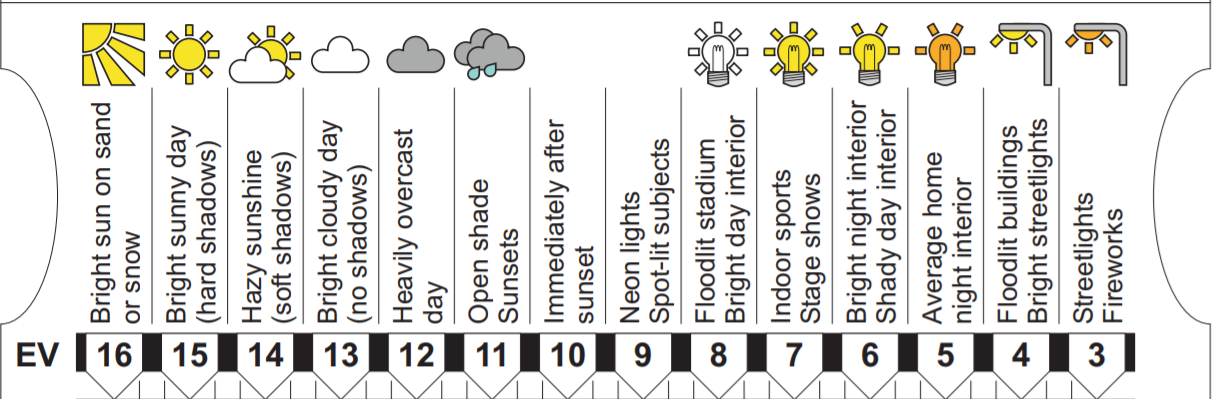 Bright sun on sand
or snow
Bright sunny day
(hard shadows)
Hazy sunshine
(soft shadows)
Bright cloudy day
(no shadows)
Heavily overcast
day
Open shade
Sunsets
Immediately after
sunset
Neon lights
Spot-lit subjects
Floodlit stadium
Bright day interior
Indoor sports
Stage shows
Bright night interior
Shady day interior
Average home
night interior
Floodlit buildings
Bright streetlights
Streetlights
Fireworks
EV 16 15 14 13 12 11 10 9 8 7 6 5 4 3